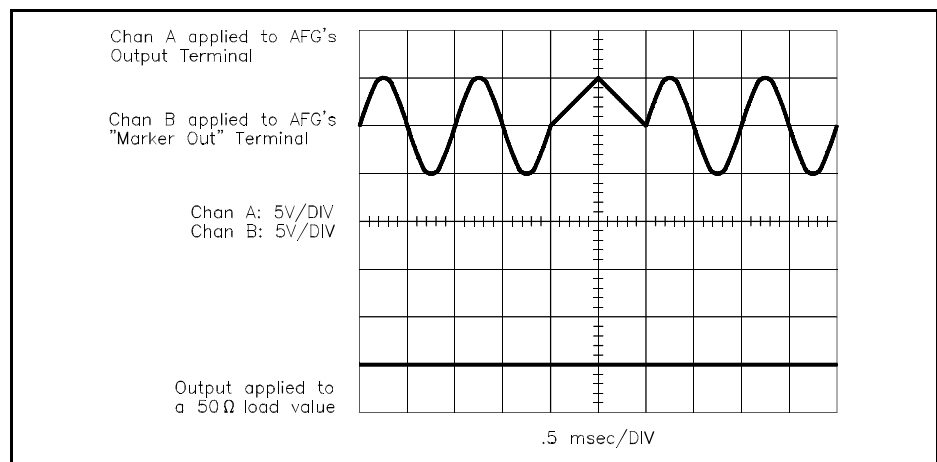 Chan A applied to AFG's
Output Terminal
Chan B applied to AFG's
"Marker Out" Terminal
Chan A: 5V/DIV
Chan B: 5V/DIV
Output applied to
a 50Ω load value
.5 msec/DIV